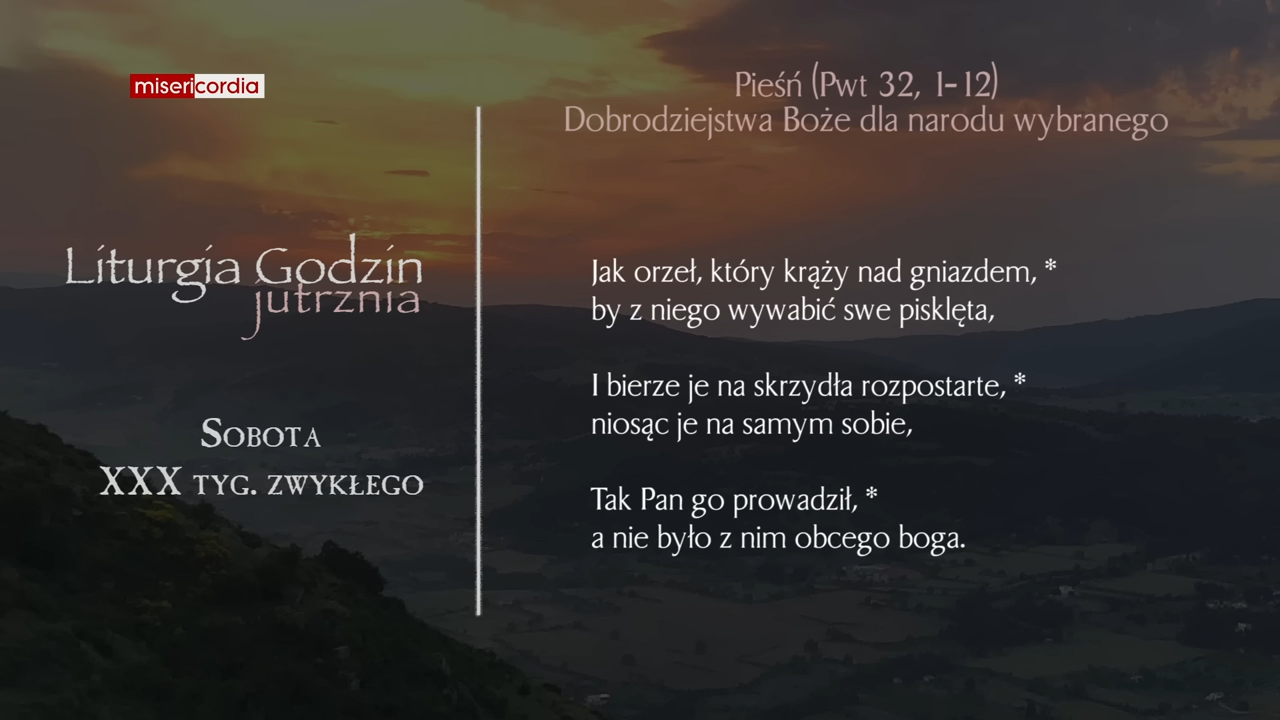 misericordia
Pieśń (Pwt 32, 1-12)
Dobrodziejstwa Boże dla narodu wybranego
Liturgia Godzin
jutrznia
Sobota
XXX tyg. zwykłego
Jak orzeł, który krąży nad gniazdem, *
by z niego wywabić swe pisklęta,
I bierze je na skrzydła rozpostarte, *
niosąc je na samym sobie,
Tak Pan go prowadził, *
a nie było z nim obcego boga.